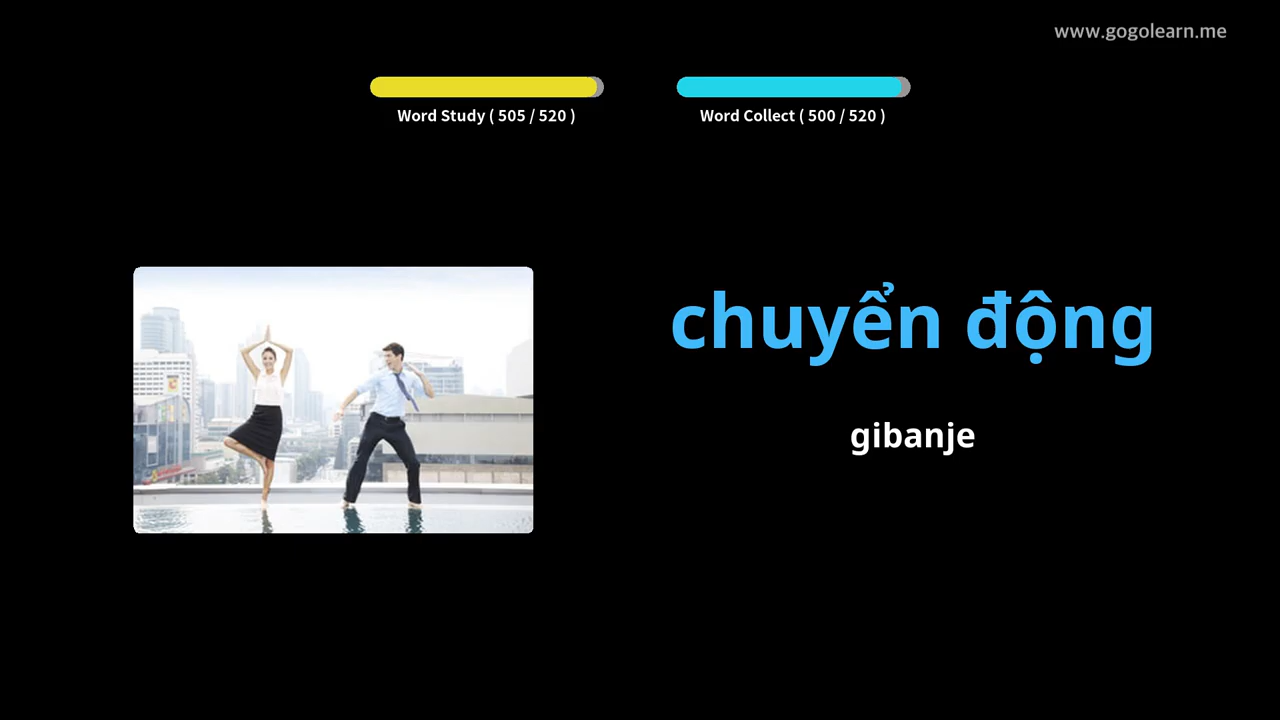 www.gogolearn.me
Word Study ( 505 / 520 )
Word Collect ( 500 / 520 )
chuyển động
gibanje